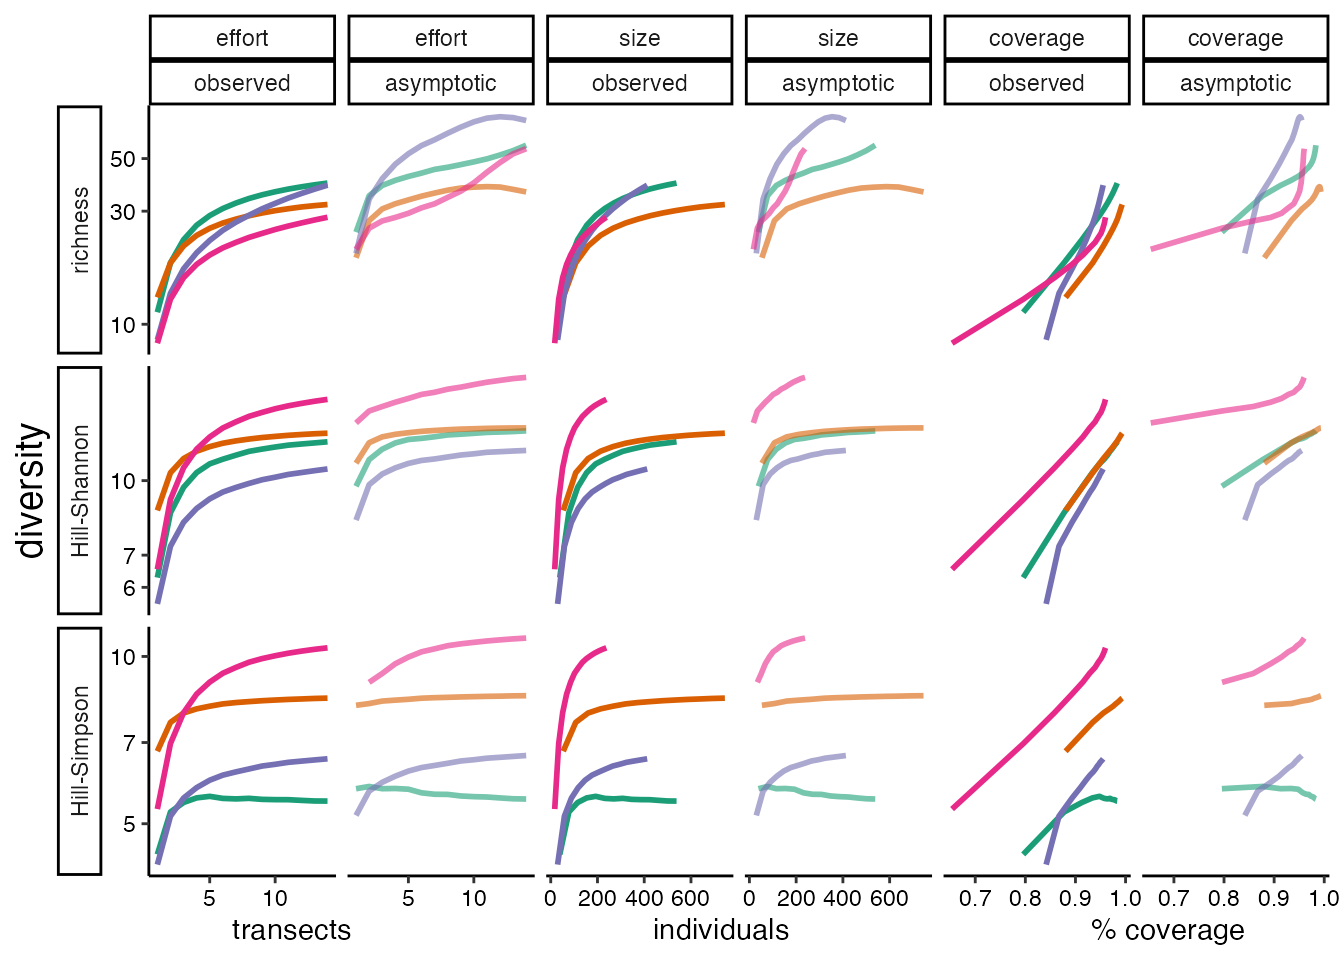 effort effort size size coverage coverage
observed asymptotic observed asymptotic observed asymptotic
diversity
richness
50
30
10
Hill-Shannon
10
7
6
Hill-Simpson
10
7
5
5 10 5 10 0 200 400 600 0 200 400 600 0.7 0.8 0.9 1.0 0.7 0.8 0.9 1.0
transects individuals % coverage